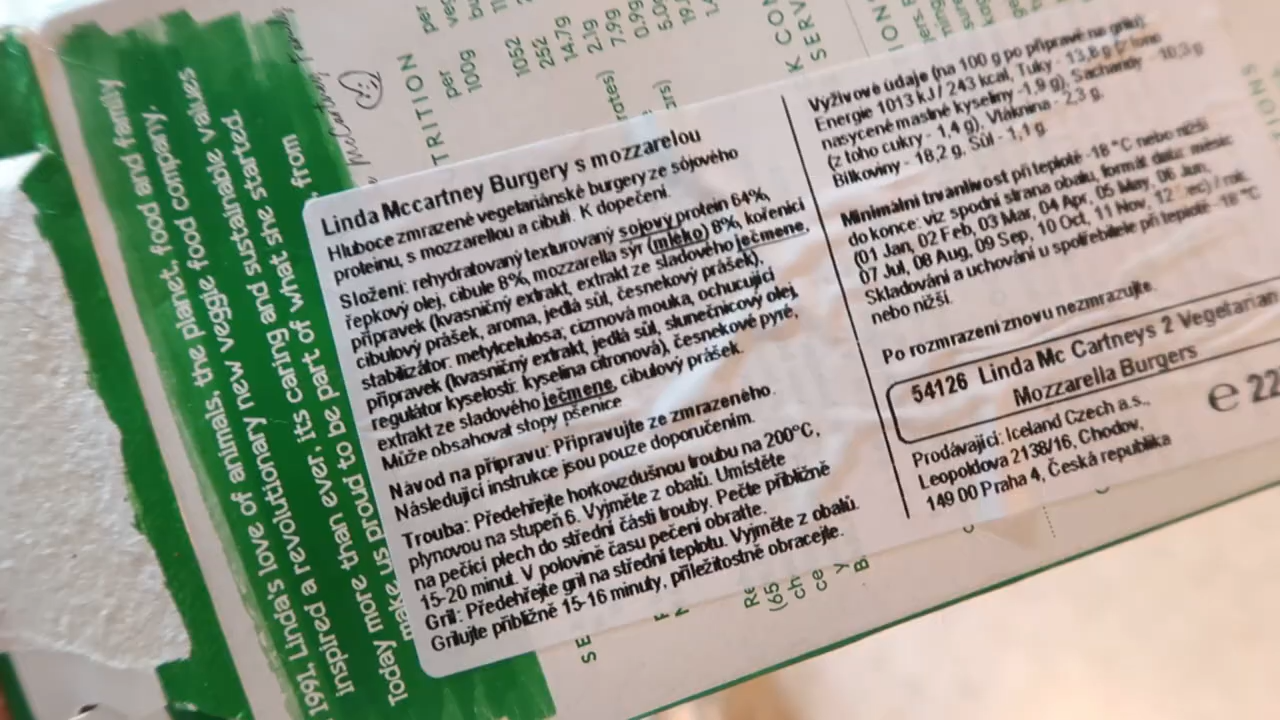 1991, Linda's love of animals, the planet, food and family
inspired a revolutionary new veggie food company.
Today more than ever, its caring and sustainable values
make us proud to be part of what she started.
from
TRITION
per
100g
per
1052
252
14.7g
2.1g
7.9g
0.9g
Linda Mccartney Burgery s mozzarellou
Hluboce zmrazené vegetariánské burgery ze sójového
proteinu, s mozzarellou a cibulí. K dopečení.
Složení: rehydratovaný texturovaný sojový protein 64%,
řepkový olej, cibule 8%, mozzarella sýr (mléko) 8%, kořenící
přípravek (kvasničný extrakt, extrakt ze sladového ječmene,
cibulový prášek, aroma, jedlá sůl, česnekový prášek),
stabilizátor: metylcelulosa; cizrnová mouka, ochucující
přípravek (kvasničný extrakt, jedlá sůl, slunečnicový olej,
regulátor kyselosti: kyselina citronová), česnekové pyré,
extrakt ze sladového ječmene, cibulový prášek.
Může obsahovat stopy pšenice
Návod na přípravu: Připravujte ze zmrazeného.
Následující instrukce jsou pouze doporučením.
Trouba: Předehřejte horkovzdušnou troubu na 200°C,
plynovou na stupeň 6. Vyjměte z obalů. Umístěte
na pečící plech do střední části trouby. Pečte přibližně
15-20 minut. V polovině času pečení obraťte.
Gril: Předehřejte gril na střední teplotu. Vyjměte z obalů.
Grilujte přibližně 15-16 minuty, příležitostně obracejte.
Výživové údaje (na 100 g po přípravě na grilu):
Energie 1013 kJ / 243 kcal, Tuky - 13,8 g (z toho
nasycené mastné kyseliny -1,9 g), Sacharidy - 10,3 g
(z toho cukry - 1,4 g), Vláknina - 2,3 g.
Bílkoviny - 18,2 g. Sůl - 1,1 g
Minimální trvanlivost při teplotě -18 °C nebo nižší
do konce: viz spodní strana obalu, formát data: měsíc
(01 Jan, 02 Feb, 03 Mar, 04 Apr, 05 May, 06 Jun,
07 Jul, 08 Aug, 09 Sep, 10 Oct, 11 Nov, 12 ec) / rok.
Skladování a uchování u spotřebitele při teplotě -18 °C
nebo nižší.
Po rozmrazení znovu nezmrazujte.
54126 Linda Mc Cartneys 2 Vegetarian
Mozzarella Burgers
e 22
Prodávající: Iceland Czech a.s.,
Leopoldova 2138/16, Chodov,
149 00 Praha 4, Česká republika